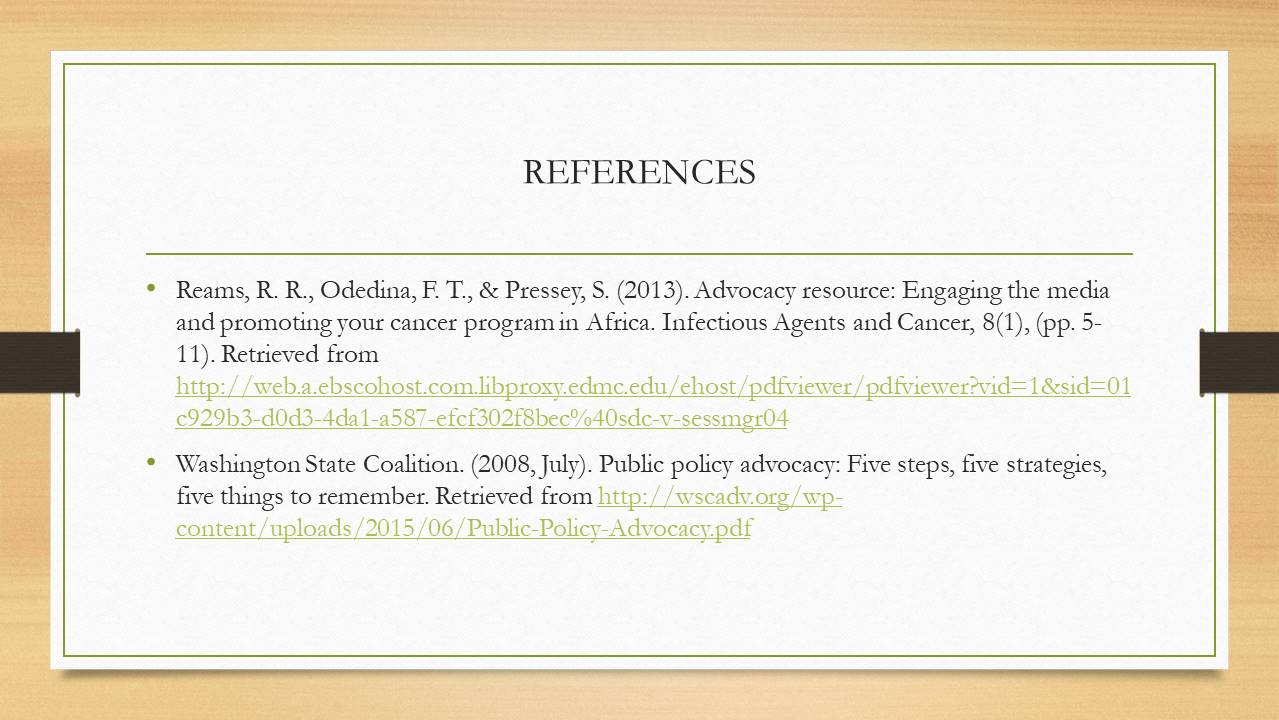 REFERENCES
• Reams, R. R., Odedina, F. T., & Pressey, S. (2013). Advocacy resource: Engaging the media
and promoting your cancer program in Africa. Infectious Agents and Cancer, 8(1), (pp. 5-
11). Retrieved from
http://web.a.ebscohost.com.libproxy.edmc.edu/ehost/pdfviewer/pdfviewer?vid=1&sid=01
c929b3-d0d3-4da1-a587-efcf302f8bec%40sdc-v-sessmgr04
• Washington State Coalition. (2008, July). Public policy advocacy: Five steps, five strategies,
five things to remember. Retrieved from http://wscadv.org/wp-
content/uploads/2015/06/Public-Policy-Advocacy.pdf